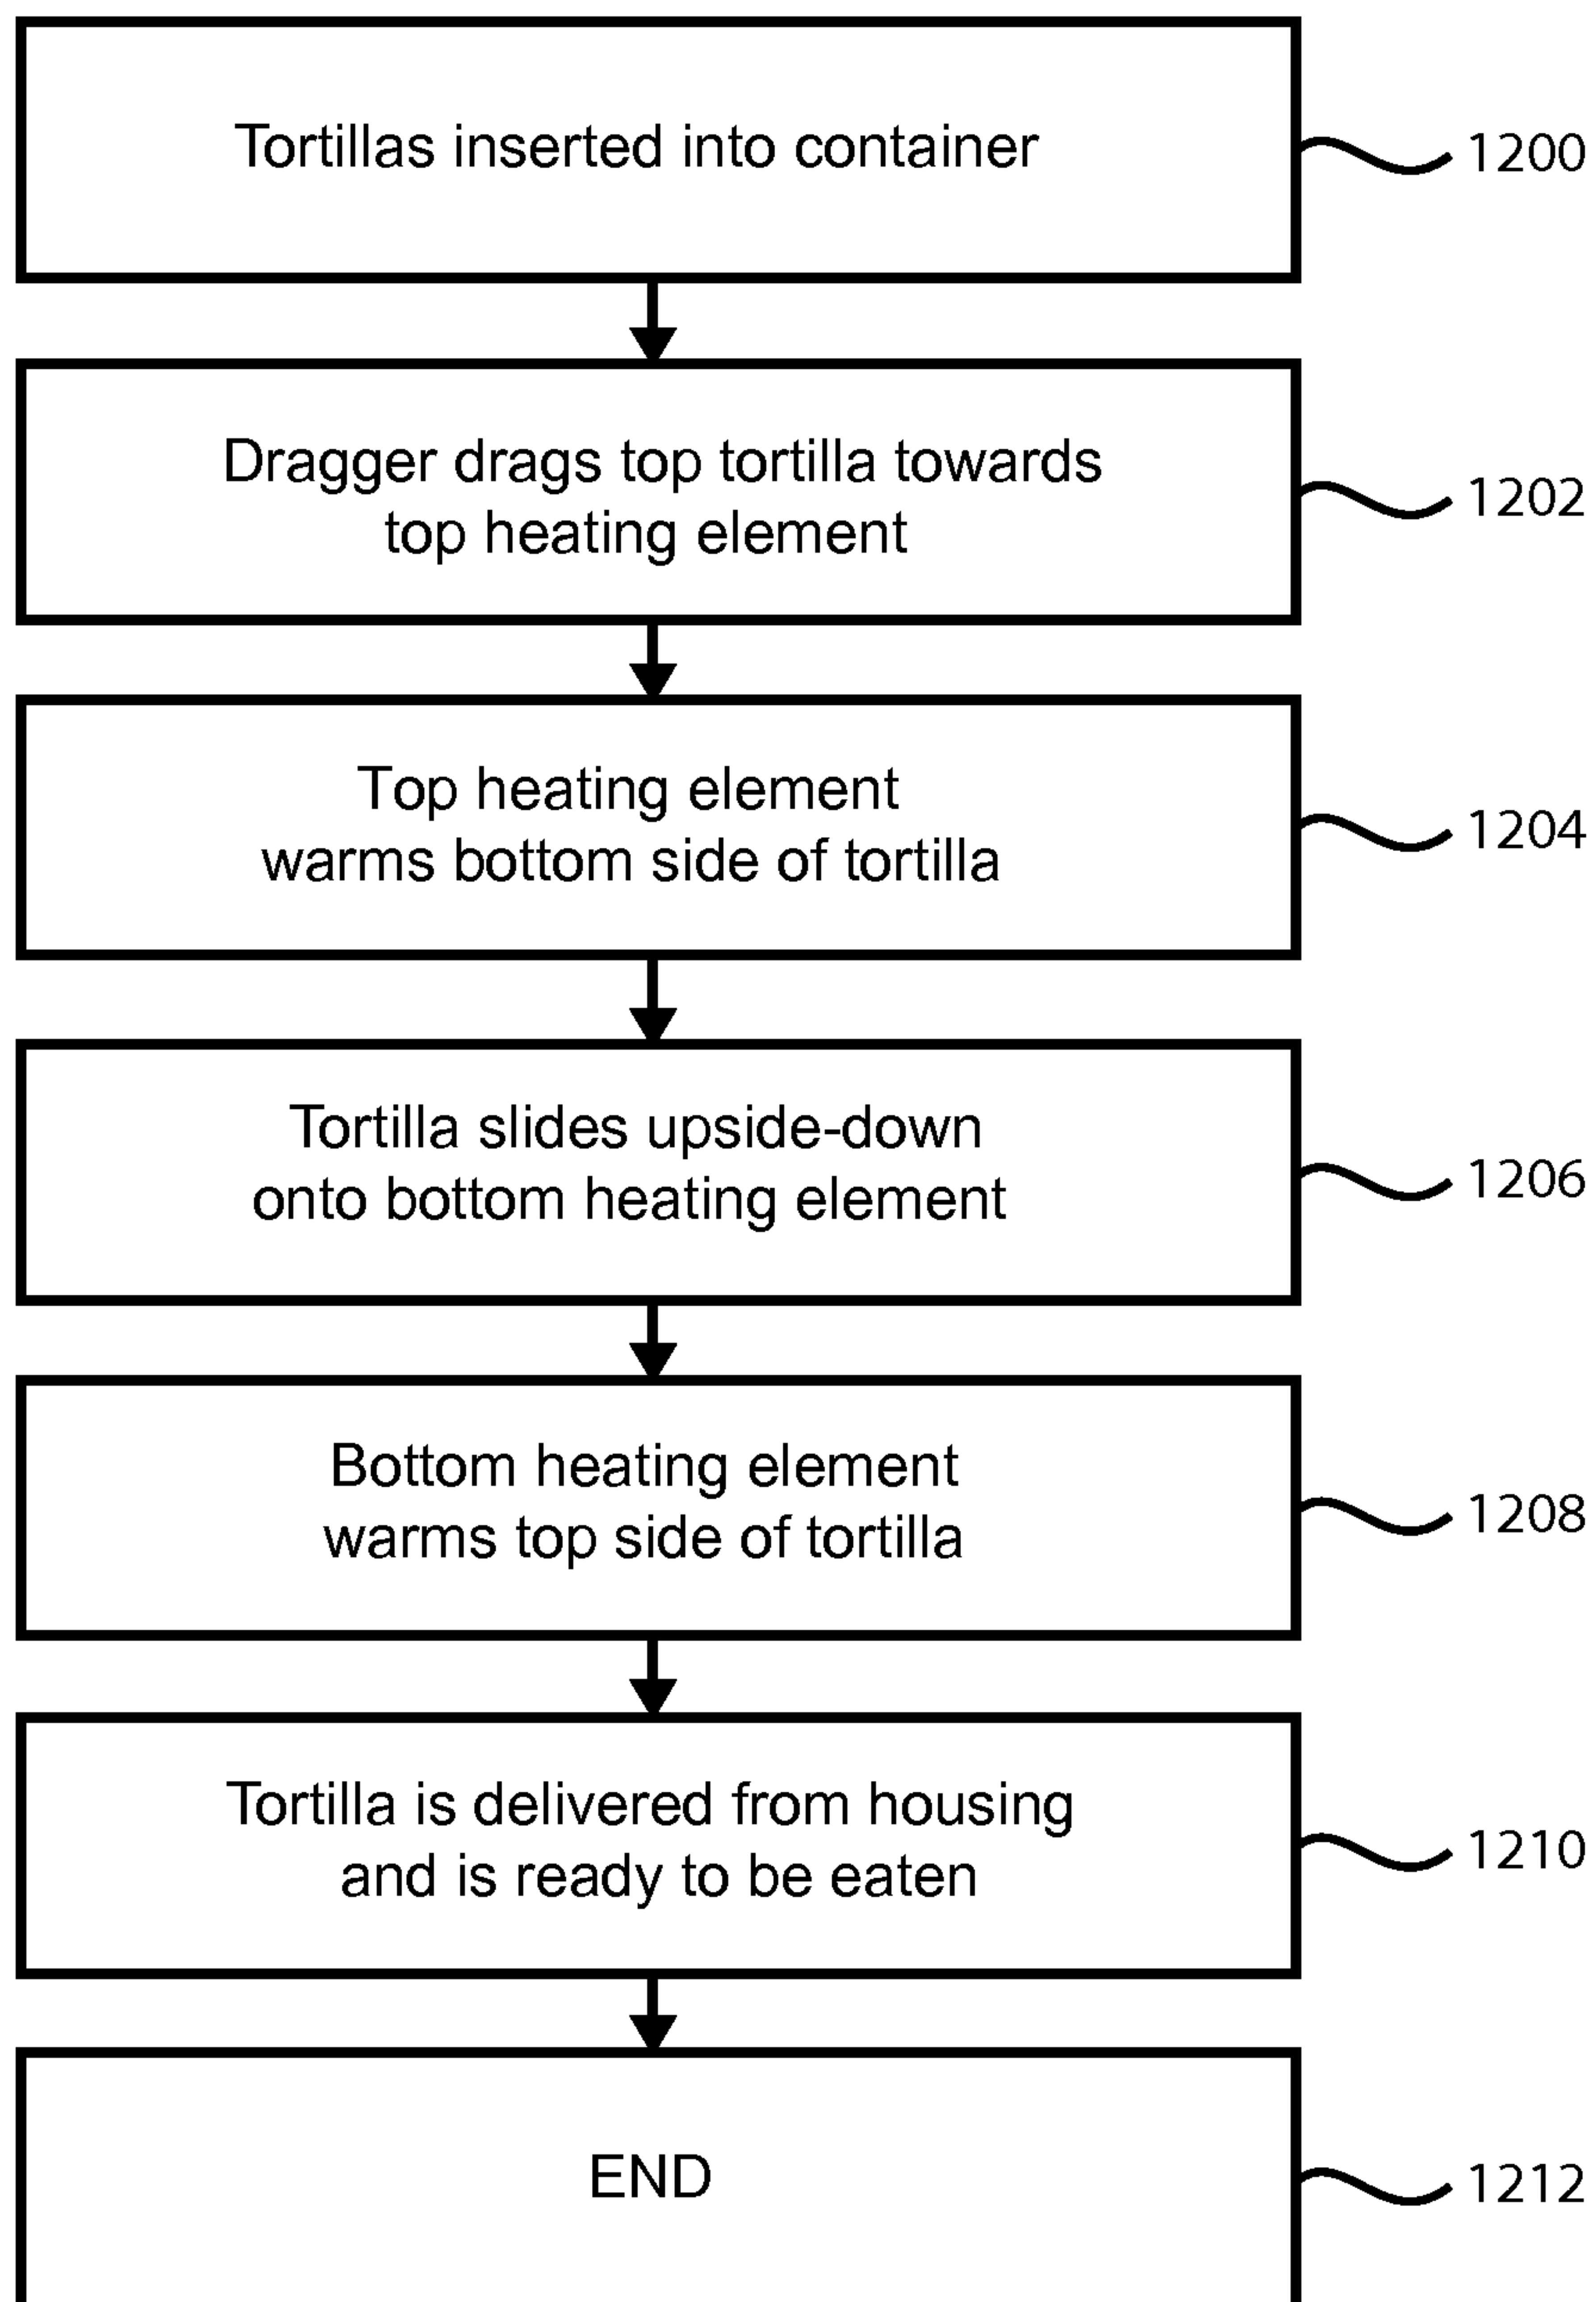 Tortillas inserted into container
1200
Dragger drags top tortilla towards
top heating element
1202
Top heating element
warms bottom side of tortilla
1204
Tortilla slides upside-down
onto bottom heating element
1206
Bottom heating element
warms top side of tortilla
1208
Tortilla is delivered from housing
and is ready to be eaten
1210
END
1212